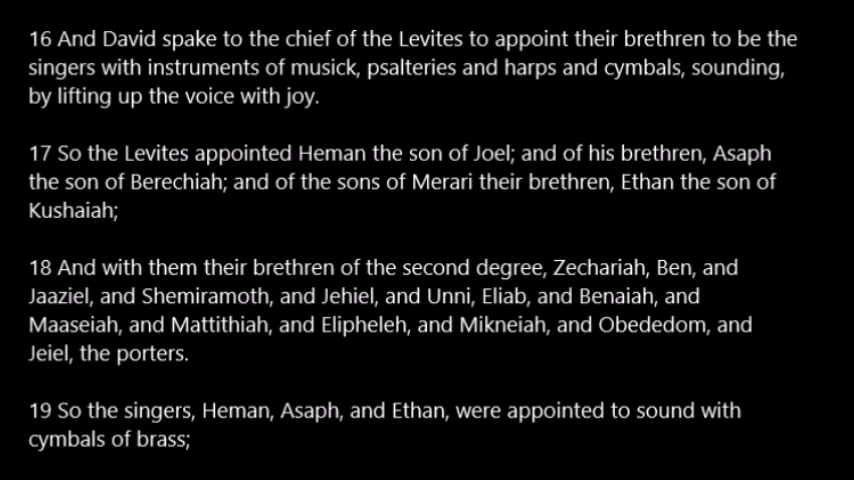 16 And David spake to the chief of the Levites to appoint their brethren to be the
singers with instruments of musick, psalteries and harps and cymbals, sounding,
by lifting up the voice with joy.
17 So the Levites appointed Heman the son of Joel; and of his brethren, Asaph
the son of Berechiah; and of the sons of Merari their brethren, Ethan the son of
Kushaiah;
18 And with them their brethren of the second degree, Zechariah, Ben, and
Jaaziel, and Shemiramoth, and Jehiel, and Unni, Eliab, and Benaiah, and
Maaseiah, and Mattithiah, and Elipheleh, and Mikneiah, and Obededom, and
Jeiel, the porters.
19 So the singers, Heman, Asaph, and Ethan, were appointed to sound with
cymbals of brass;